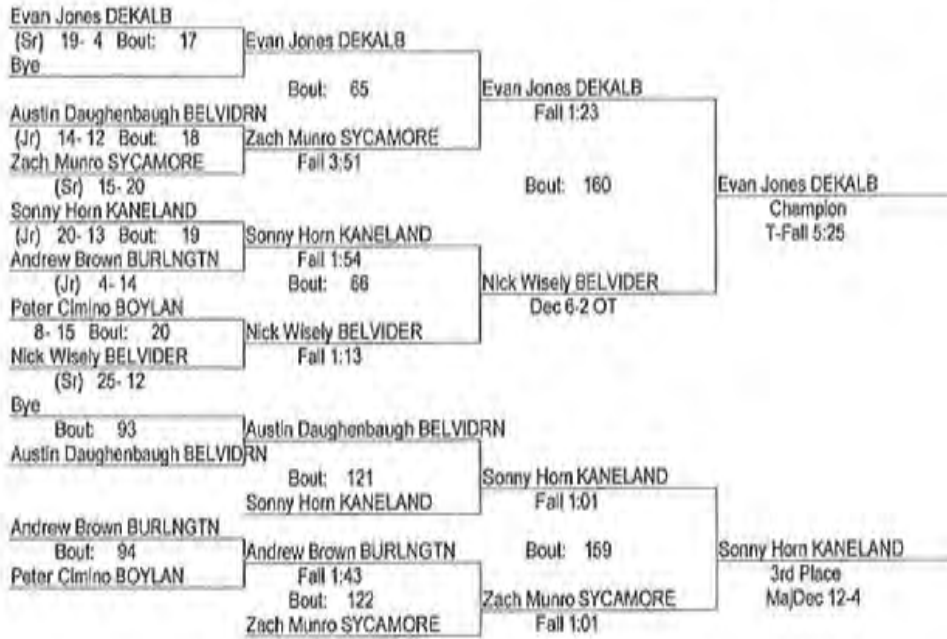 Evan Jones DEKALB
(Sr) 19- 4 Bout: 17
Bye
Evan Jones DEKALB
Bout: 65
Austin Daughenbaugh BELVIDRN
(Jr) 14- 12 Bout: 18
Zach Munro SYCAMORE
(Sr) 15- 20
Zach Munro SYCAMORE
Fall 3:51
Evan Jones DEKALB
Fall 1:23
Bout: 160
Sonny Horn KANELAND
(Jr) 20- 13 Bout: 19
Andrew Brown BURLNGTN
(Jr) 4- 14
Sonny Horn KANELAND
Fall 1:54
Bout: 66
Peter Cimino BOYLAN
8- 15 Bout: 20
Nick Wisely BELVIDER
(Sr) 25- 12
Nick Wisely BELVIDER
Fall 1:13
Nick Wisely BELVIDER
Dec 6-2 OT
Evan Jones DEKALB
Champion
T-Fall 5:25
Bye
Bout: 93
Austin Daughenbaugh BELVIDRN
Austin Daughenbaugh BELVIDRN
Bout: 121
Sonny Horn KANELAND
Sonny Horn KANELAND
Fall 1:01
Bout: 159
Andrew Brown BURLNGTN
Bout: 94
Peter Cimino BOYLAN
Andrew Brown BURLNGTN
Fall 1:43
Bout: 122
Zach Munro SYCAMORE
Zach Munro SYCAMORE
Fall 1:01
Sonny Horn KANELAND
3rd Place
MajDec 12-4